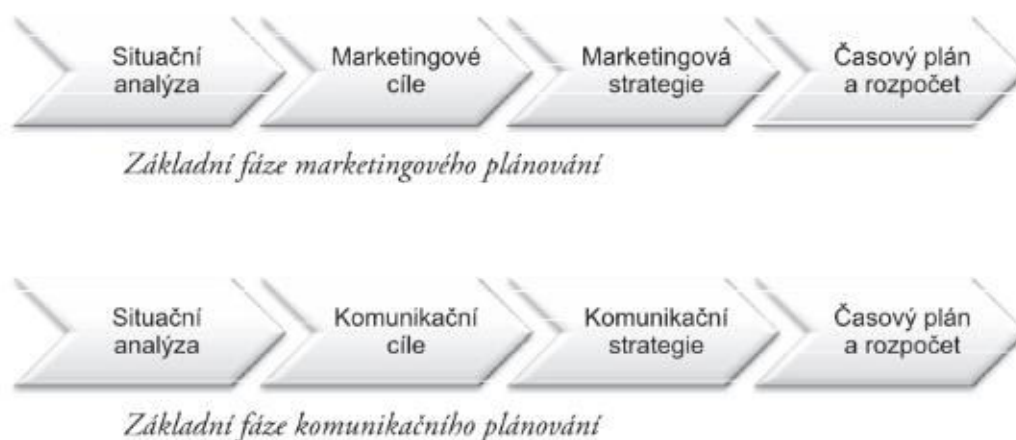 Situační
analýza
Marketingové
cíle
Marketingová
strategie
Časový plán
a rozpočet
Základní fáze marketingového plánování
Situační
analýza
Komunikační
cíle
Komunikační
strategie
Časový plán
a rozpočet
Základní fáze komunikačního plánování